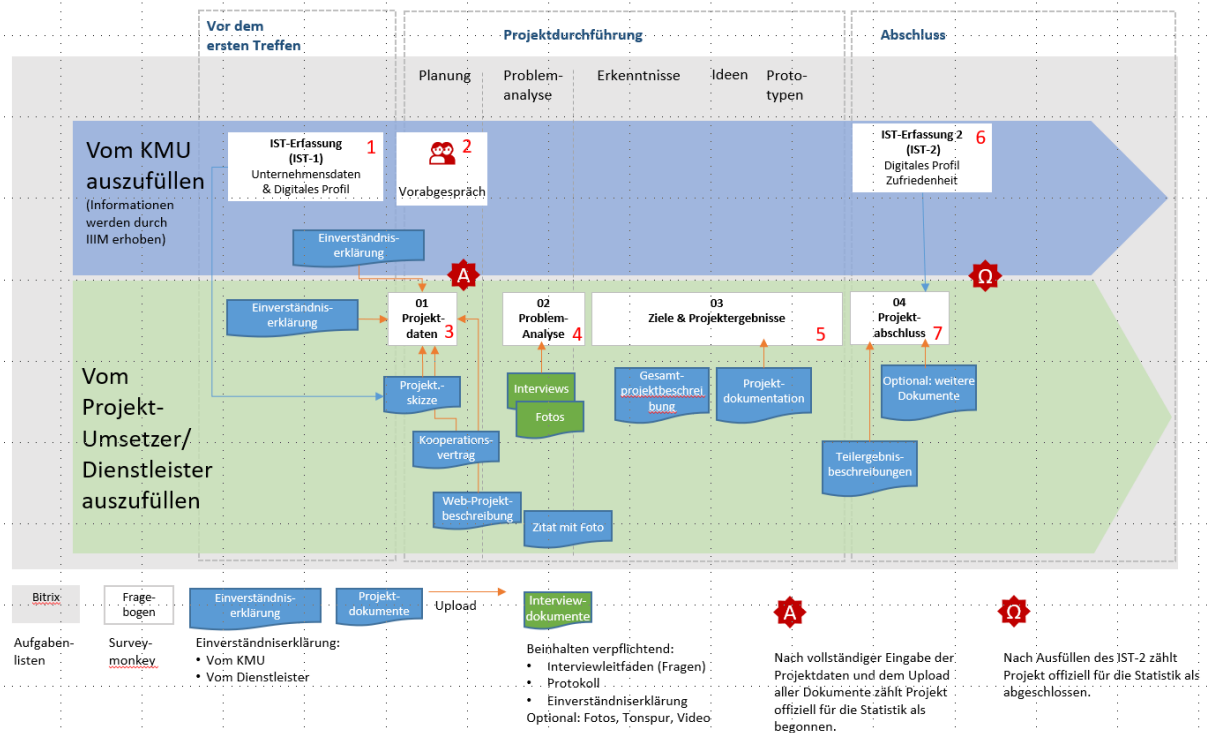 Vor dem
ersten Treffen
Projektdurchführung
Abschluss
Planung
Problem-
analyse
Erkenntnisse
Ideen
Proto-
typen
Vom KMU
auszufüllen
(Informationen
werden durch
IIIM erhoben)
IST-Erfassung
(IST-1)
Unternehmensdaten
& Digitales Profil
1
2
Vorabgespräch
IST-Erfassung 2
(IST-2)
Digitales Profil
Zufriedenheit
6
Einverständnis-
erklärung
A
Ω
Vom
Projekt-
Umsetzer/
Dienstleister
auszufüllen
Einverständnis-
erklärung
01
Projekt-
daten
3
02
Problem-
Analyse
4
03
Ziele & Projektergebnisse
5
04
Projekt-
abschluss
7
Projekt.-
skizze
Interviews
Fotos
Gesamt-
projektbeschrei
bung
Projekt-
dokumentation
Optional: weitere
Dokumente
Kooperations-
vertrag
Teilergebnis-
beschreibungen
Web-Projekt-
beschreibung
Zitat mit Foto
Bitrix
Aufgaben-
listen
Frage-
bogen
Survey-
monkey
Einverständnis-
erklärung
Projekt-
dokumente
Upload
Einverständniserklärung:
• Vom KMU
• Vom Dienstleister
Interview-
dokumente
Beinhalten verpflichtend:
• Interviewleitfaden (Fragen)
• Protokoll
• Einverständniserklärung
Optional: Fotos, Tonspur, Video
A
Nach vollständiger Eingabe der
Projektdaten und dem Upload
aller Dokumente zählt Projekt
offiziell für die Statistik als
begonnen.
Ω
Nach Ausfüllen des IST-2 zählt
Projekt offiziell für die Statistik als
abgeschlossen.